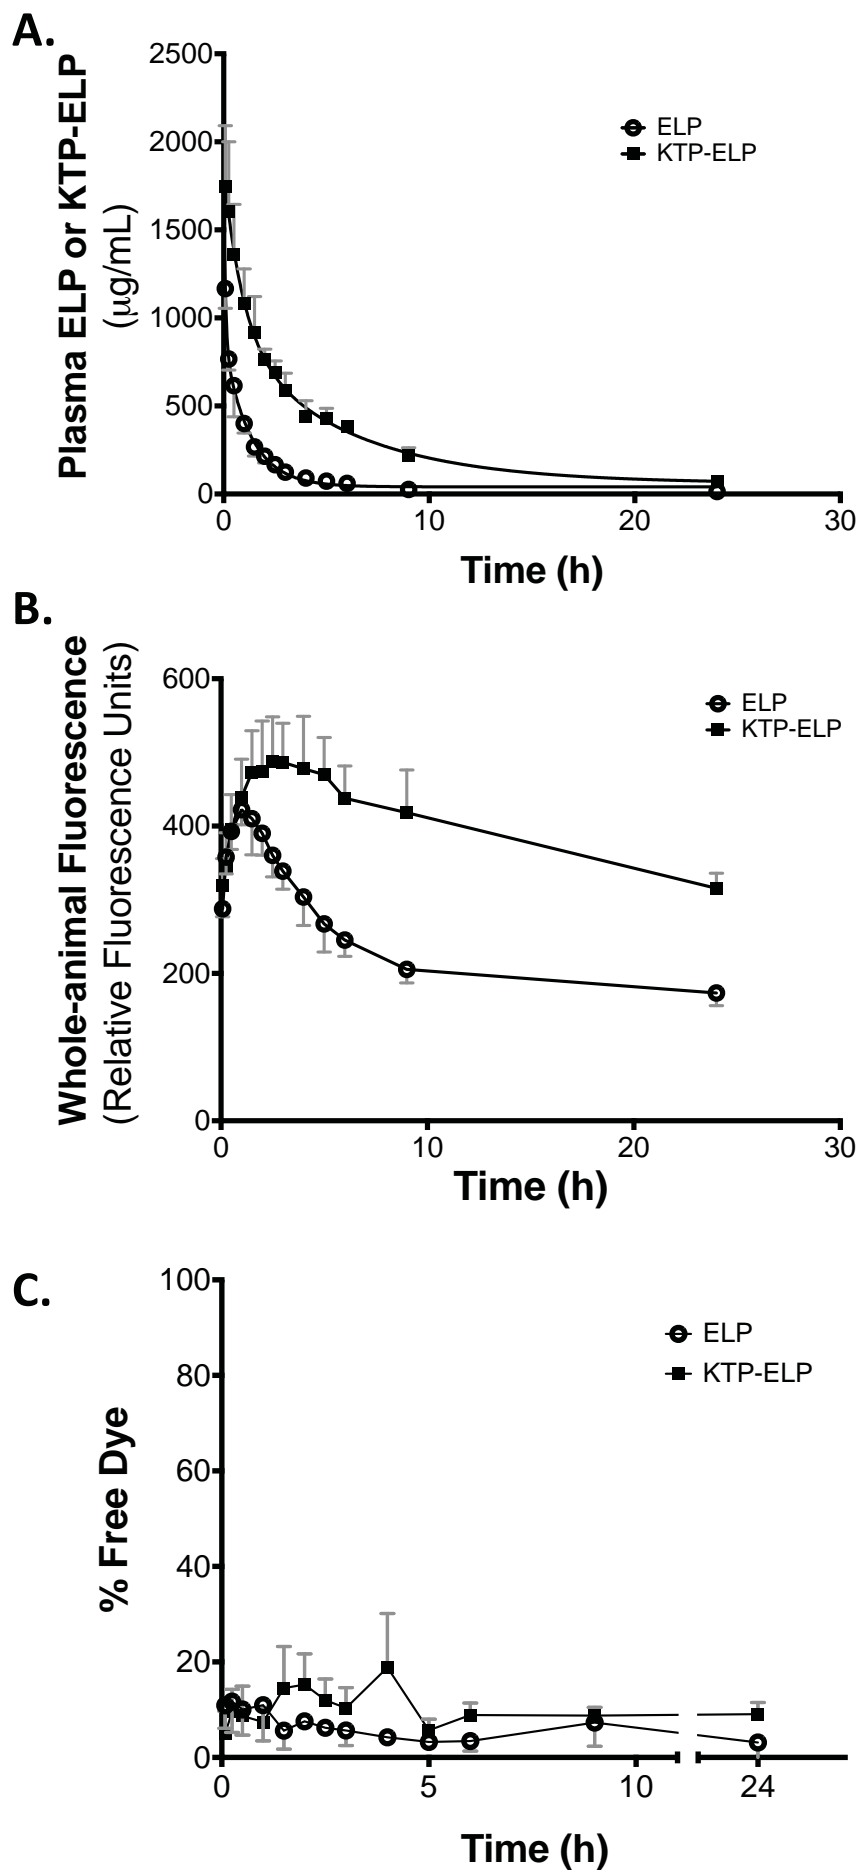 A.
Plasma ELP or KTP-ELP
(μg/mL)
2500
2000
1500
1000
500
0
0 10 20 30
Time (h)
ELP
KTP-ELP
B.
Whole-animal Fluorescence
(Relative Fluorescence Units)
600
400
200
0
0 10 20 30
Time (h)
ELP
KTP-ELP
C.
% Free Dye
100
80
60
40
20
0
0 5 10 24
Time (h)
ELP
KTP-ELP